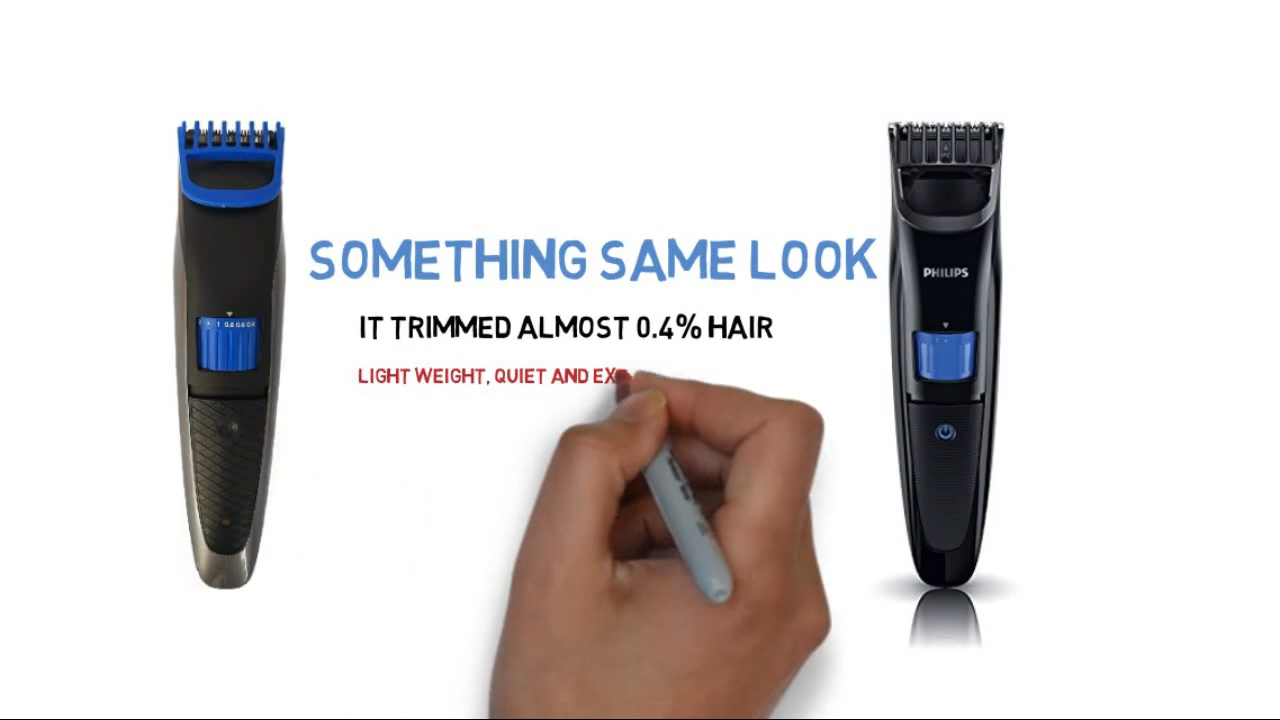 SOMETHING SAME LOOK
PHILIPS
IT TRIMMED ALMOST 0.4% HAIR
LIGHT WEIGHT, QUIET AND